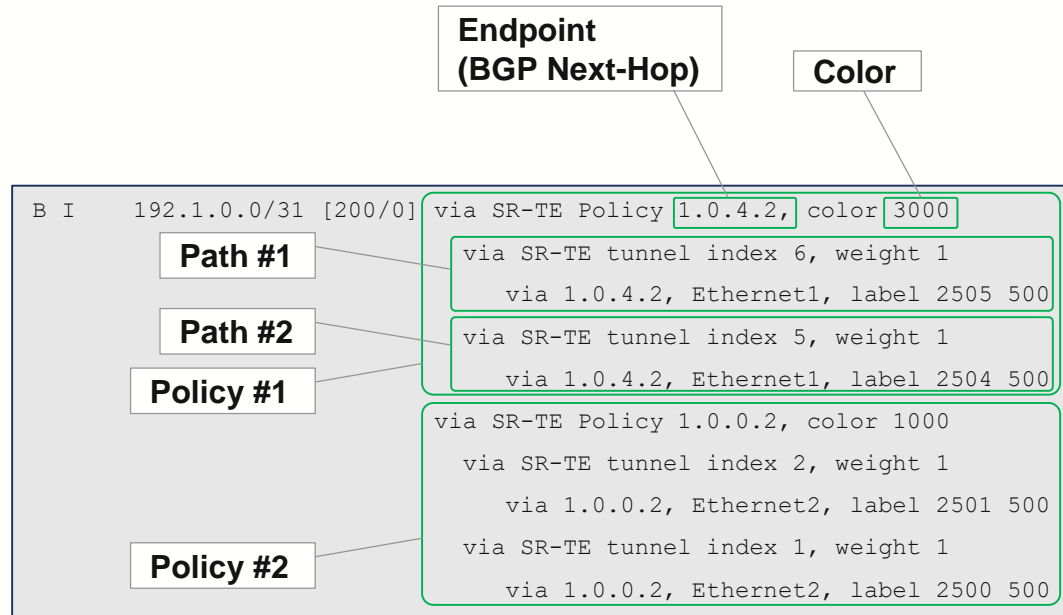 Endpoint
(BGP Next-Hop)
Color
B I 192.1.0.0/31 [200/0] via SR-TE Policy 1.0.4.2, color 3000
Path #1
via SR-TE tunnel index 6, weight 1
via 1.0.4.2, Ethernet1, label 2505 500
Path #2
via SR-TE tunnel index 5, weight 1
via 1.0.4.2, Ethernet1, label 2504 500
Policy #1
via SR-TE Policy 1.0.0.2, color 1000
via SR-TE tunnel index 2, weight 1
via 1.0.0.2, Ethernet2, label 2501 500
via SR-TE tunnel index 1, weight 1
Policy #2
via 1.0.0.2, Ethernet2, label 2500 500